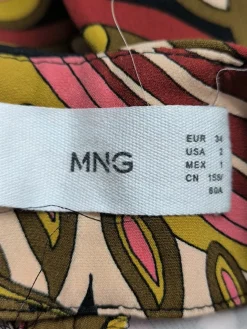 MNG
EUR 34
USA 2
MEX 1
CN 155/
80A